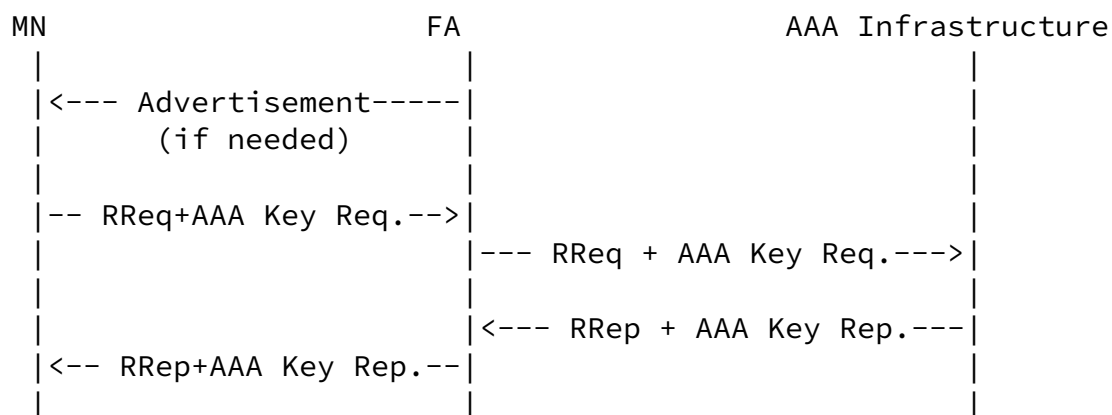 MN                     FA                   AAA Infrastructure
 |                       |                            |
 |<--- Advertisement-----|                            |
 |      (if needed)      |                            |
 |                       |                            |
 |-- RReq+AAA Key Req.-->|                            |
 |                       |--- RReq + AAA Key Req.--->|
 |                       |                            |
 |                       |<--- RRep + AAA Key Rep.---|
 |<-- RRep+AAA Key Rep.--|                            |
 |                       |                            |